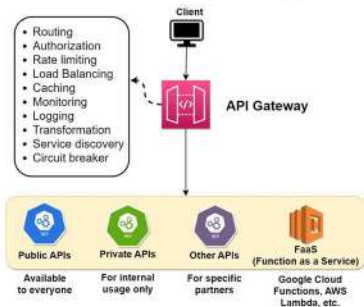 Client
• Routing
• Authorization
• Rate limiting
• Load Balancing
• Caching
• Monitoring
• Logging
• Transformation
• Service discovery
• Circuit breaker
API Gateway
Public APIs
Private APIs
Other APIs
FaaS
(Function as a Service)
Available
to everyone
For internal
usage only
For specific
partners
Google Cloud
Functions, AWS
Lambda, etc.